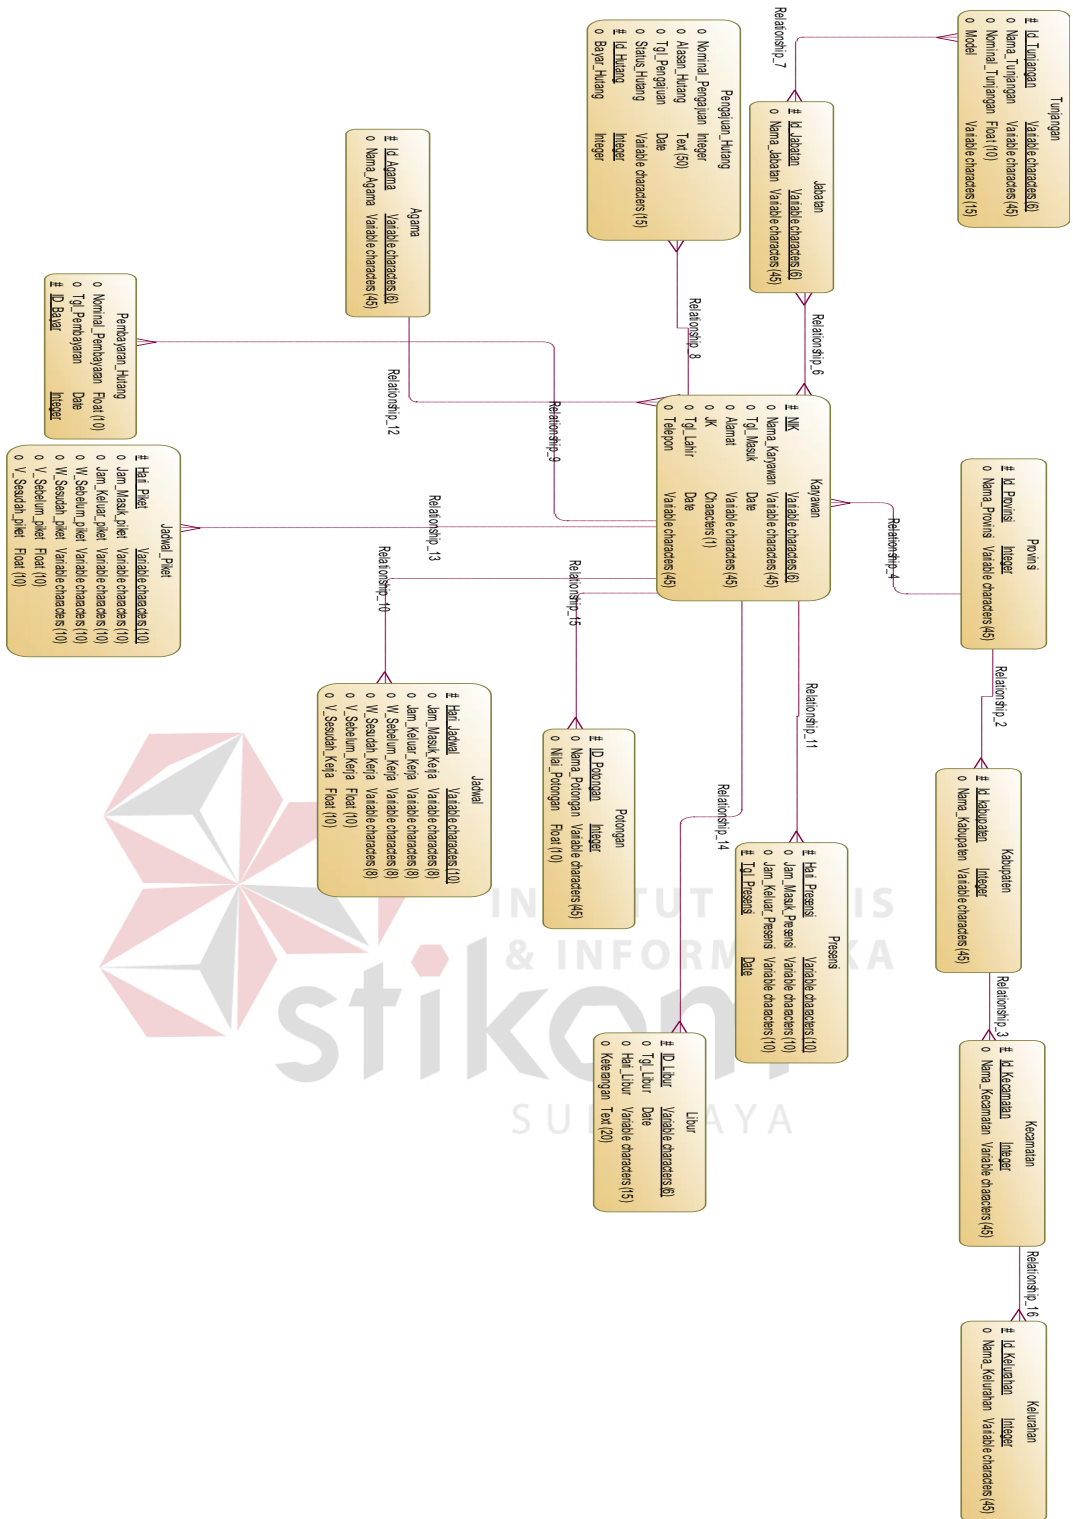 Tunjangan
# Id_Tunjangan Variable characters (6)
o Nama_Tunjangan Variable characters (45)
o Nominal_Tunjangan Float (10)
o Model Variable characters (15)
Relationship_7
Jabatan
# Id_Jabatan Variable characters (6)
o Nama_Jabatan Variable characters (45)
Relationship_6
Pengajuan_Hutang
o Nominal_Pengajuan Integer
o Alasan_Hutang Text (50)
o Tgl_Pengajuan Date
o Status_Hutang Variable characters (15)
# Id_Hutang Integer
o Bayar_Hutang Integer
Relationship_8
Agama
# Id_Agama Variable characters (6)
o Nama_Agama Variable characters (45)
Relationship_12
Pembayaran_Hutang
o Nominal_Pembayaran Float (10)
o Tgl_Pembayaran Date
# ID_Bayar Integer
Relationship_9
Karyawan
# NIK Variable characters (6)
o Nama_Karyawan Variable characters (45)
o Tgl_Masuk Date
o Alamat Variable characters (45)
o JK Characters (1)
o Tgl_Lahir Date
o Telepon Variable characters (45)
Provinsi
# Id_Provinsi Integer
o Nama_Provinsi Variable characters (45)
Relationship_4
Relationship_2
Kabupaten
# Id_kabupaten Integer
o Nama_Kabupaten Variable characters (45)
Relationship_3
Kecamatan
# Id_Kecamatan Integer
o Nama_Kecamatan Variable characters (45)
Relationship_16
Kelurahan
# Id_Kelurahan Integer
o Nama_Kelurahan Variable characters (45)
Jadwal_Piket
# Hari_Piket Variable characters (10)
o Jam_Masuk_piket Variable characters (10)
o Jam_Keluar_piket Variable characters (10)
o W_Sebelum_piket Variable characters (10)
o W_Sesudah_piket Variable characters (10)
o V_Sebelum_piket Float (10)
o V_Sesudah_piket Float (10)
Relationship_13
Relationship_10
Jadwal
# Hari_Jadwal Variable characters (10)
o Jam_Masuk_Kerja Variable characters (8)
o Jam_Keluar_Kerja Variable characters (8)
o W_Sebelum_Kerja Variable characters (8)
o W_Sesudah_Kerja Variable characters (8)
o V_Sebelum_Kerja Float (10)
o V_Sesudah_Kerja Float (10)
Relationship_15
Potongan
# ID_Potongan Integer
o Nama_Potongan Variable characters (45)
o Nilai_Potongan Float (10)
Relationship_11
Presensi
# Hari_Presensi Variable characters (10)
o Jam_Masuk_Presensi Variable characters (10)
o Jam_Keluar_Presensi Variable characters (10)
# Tgl_Presensi Date
Relationship_14
Libur
# ID_Libur Variable characters (6)
o Tgl_Libur Date
o Hari_Libur Variable characters (15)
o Keterangan Text (20)
stikom